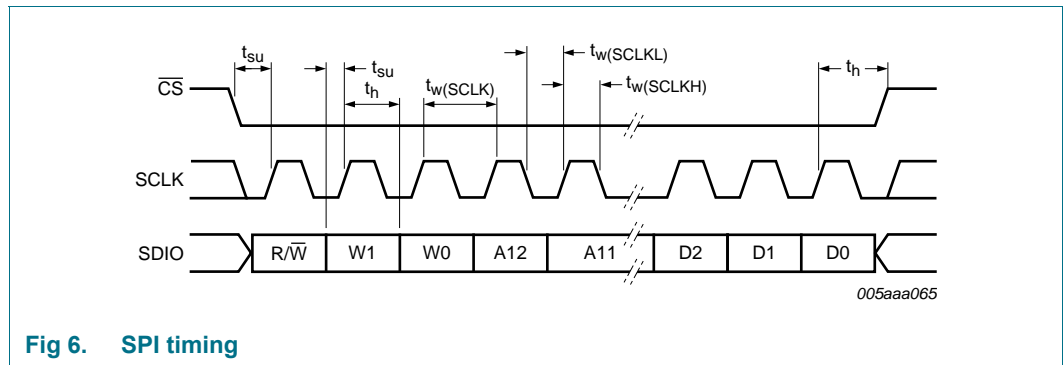 tsu
tsu
tw(SCLKL)
th
CS
th
tw(SCLK)
tw(SCLKH)
SCLK
SDIO
R/W
W1
W0
A12
A11
D2
D1
D0
005aaa065
Fig 6. SPI timing